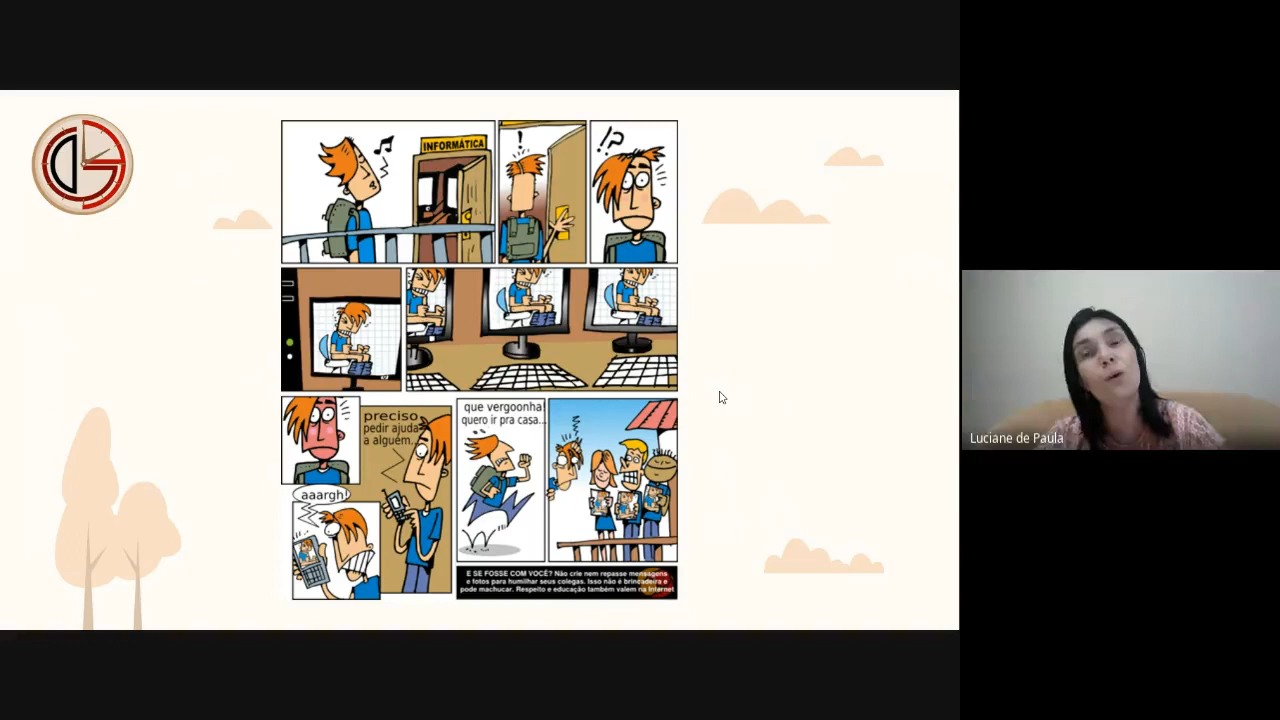 INFORMÁTICA
!
!?
preciso
pedir ajuda
a alguém...
aaargh!
que vergoonha!
quero ir pra casa...
E SE FOSSE COM VOCÊ? Não crie nem repasse mensagens
e fotos para humilhar seus colegas. Isso não é brincadeira e
pode machucar. Respeito e educação também valem na Internet
Luciane de Paula